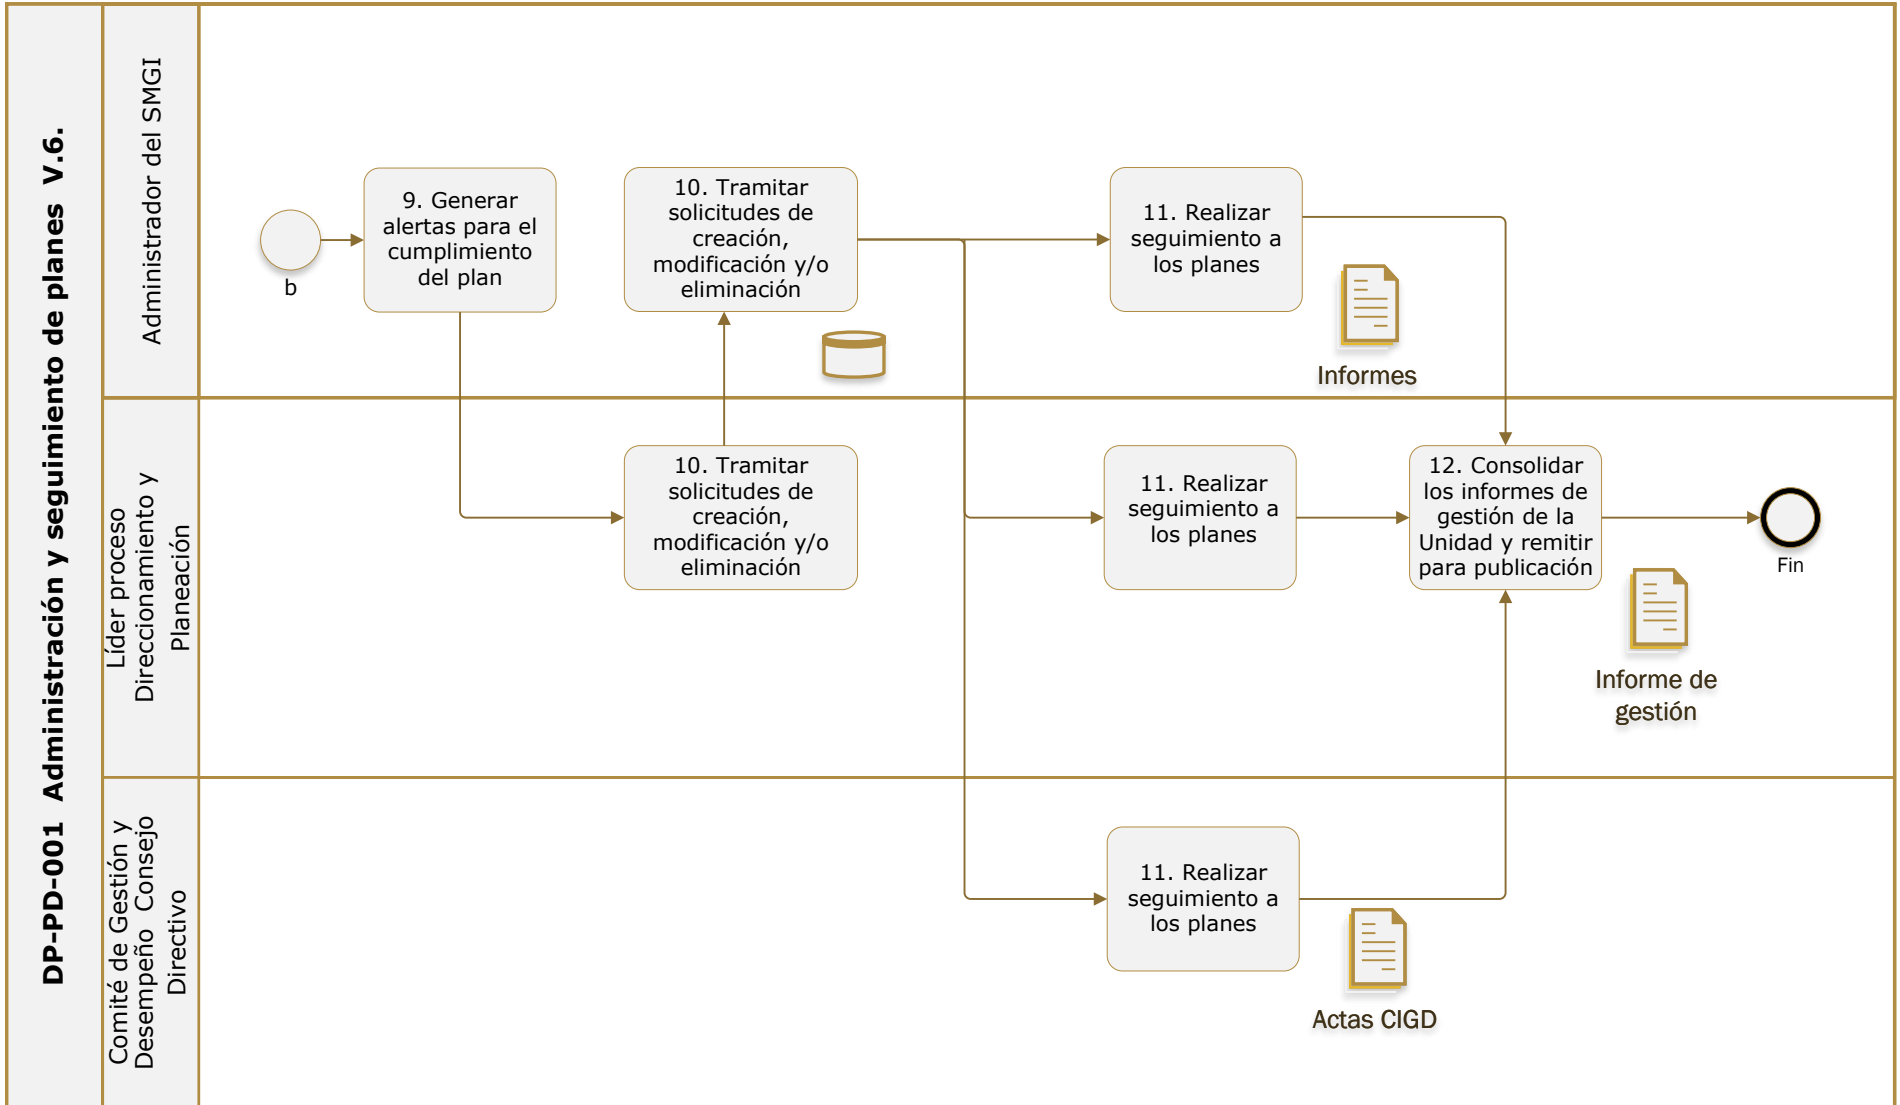 DP-PD-001  Administración y seguimiento de planes  V.6.
Administrador del SMGI
b
9. Generar
alertas para el
cumplimiento
del plan
10. Tramitar
solicitudes de
creación,
modificación y/o
eliminación
11. Realizar
seguimiento a
los planes
Informes
Líder proceso
Direccionamiento y
Planeación
10. Tramitar
solicitudes de
creación,
modificación y/o
eliminación
11. Realizar
seguimiento a
los planes
12. Consolidar
los informes de
gestión de la
Unidad y remitir
para publicación
Fin
Informe de
gestión
Comité de Gestión y
Desempeño  Consejo
Directivo
11. Realizar
seguimiento a
los planes
Actas CIGD